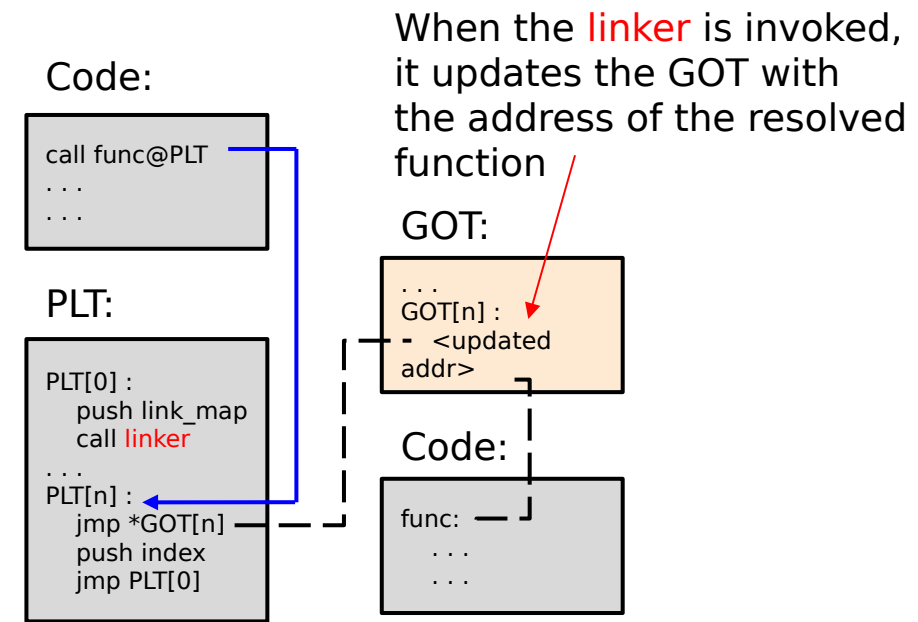 When the linker is invoked,
it updates the GOT with
the address of the resolved
function
Code:
call func@PLT
. . .
. . .
PLT:
PLT[0] :
push link_map
call linker
. . .
PLT[n] :
jmp *GOT[n]
push index
jmp PLT[0]
GOT:
. . .
GOT[n] :
<updated
addr>
Code:
func:
. . .
. . .